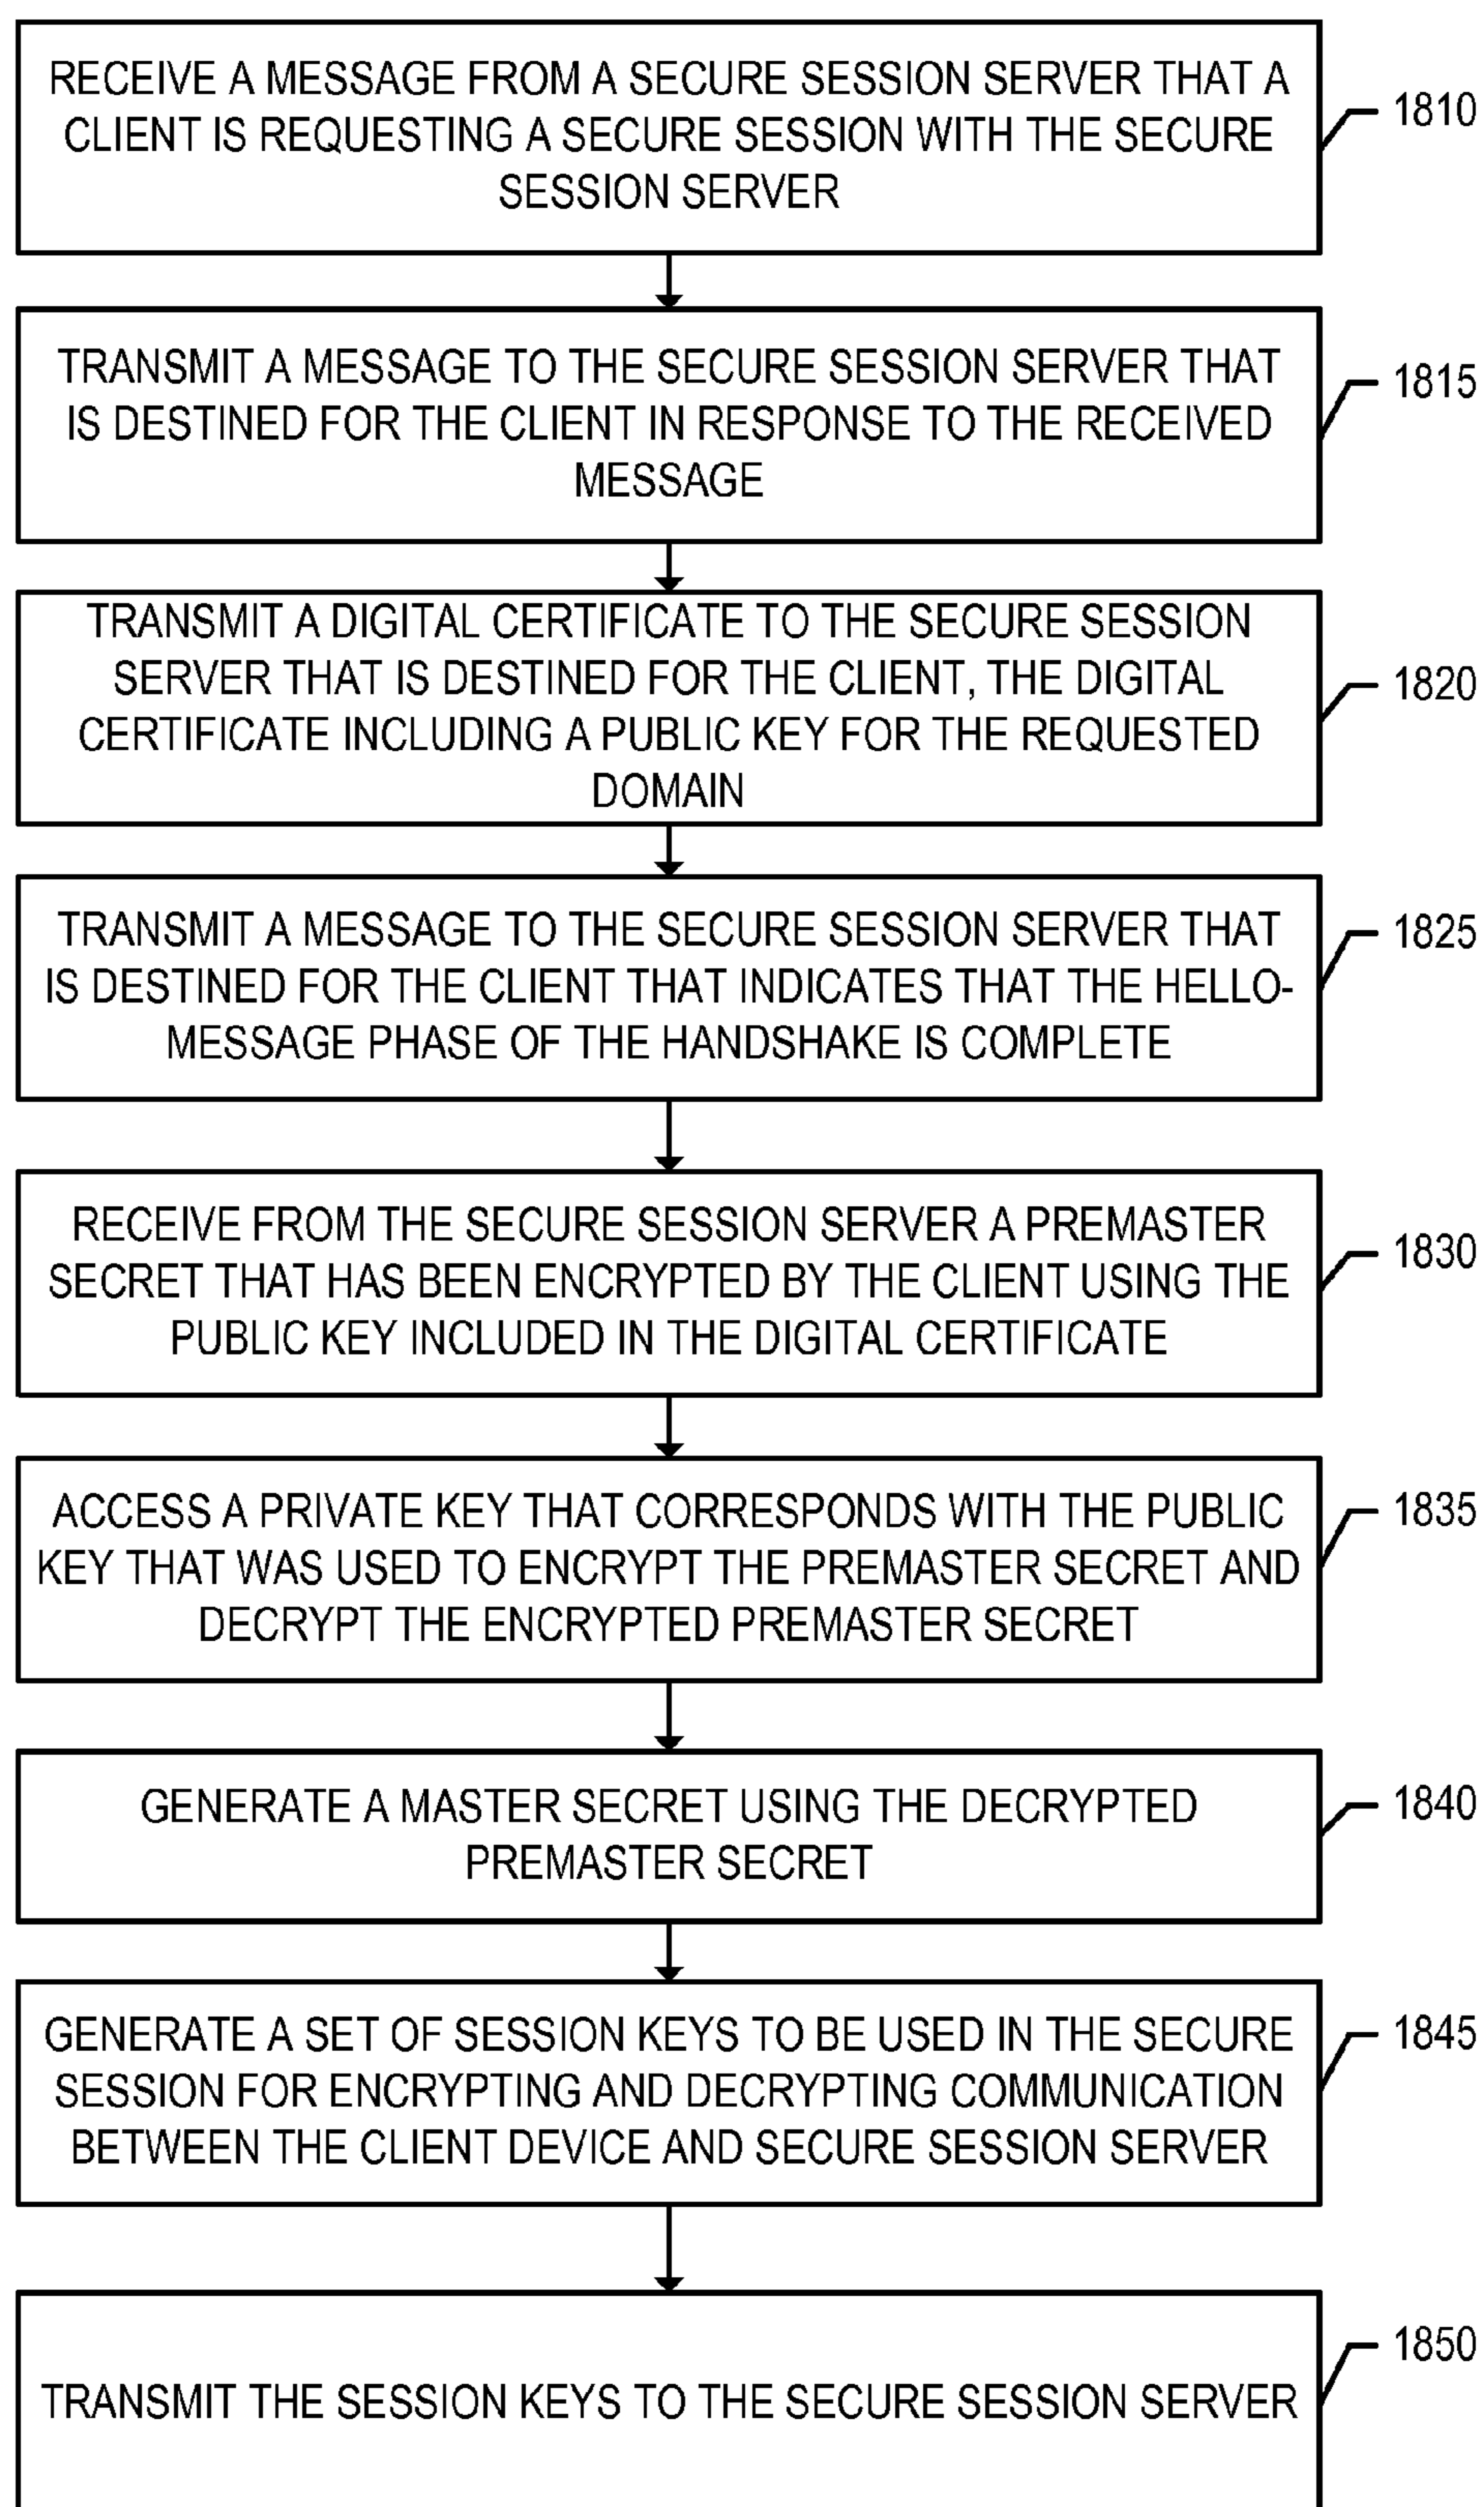 RECEIVE A MESSAGE FROM A SECURE SESSION SERVER THAT A
CLIENT IS REQUESTING A SECURE SESSION WITH THE SECURE
SESSION SERVER
1810
TRANSMIT A MESSAGE TO THE SECURE SESSION SERVER THAT
IS DESTINED FOR THE CLIENT IN RESPONSE TO THE RECEIVED
MESSAGE
1815
TRANSMIT A DIGITAL CERTIFICATE TO THE SECURE SESSION
SERVER THAT IS DESTINED FOR THE CLIENT, THE DIGITAL
CERTIFICATE INCLUDING A PUBLIC KEY FOR THE REQUESTED
DOMAIN
1820
TRANSMIT A MESSAGE TO THE SECURE SESSION SERVER THAT
IS DESTINED FOR THE CLIENT THAT INDICATES THAT THE HELLO-
MESSAGE PHASE OF THE HANDSHAKE IS COMPLETE
1825
RECEIVE FROM THE SECURE SESSION SERVER A PREMASTER
SECRET THAT HAS BEEN ENCRYPTED BY THE CLIENT USING THE
PUBLIC KEY INCLUDED IN THE DIGITAL CERTIFICATE
1830
ACCESS A PRIVATE KEY THAT CORRESPONDS WITH THE PUBLIC
KEY THAT WAS USED TO ENCRYPT THE PREMASTER SECRET AND
DECRYPT THE ENCRYPTED PREMASTER SECRET
1835
GENERATE A MASTER SECRET USING THE DECRYPTED
PREMASTER SECRET
1840
GENERATE A SET OF SESSION KEYS TO BE USED IN THE SECURE
SESSION FOR ENCRYPTING AND DECRYPTING COMMUNICATION
BETWEEN THE CLIENT DEVICE AND SECURE SESSION SERVER
1845
TRANSMIT THE SESSION KEYS TO THE SECURE SESSION SERVER
1850